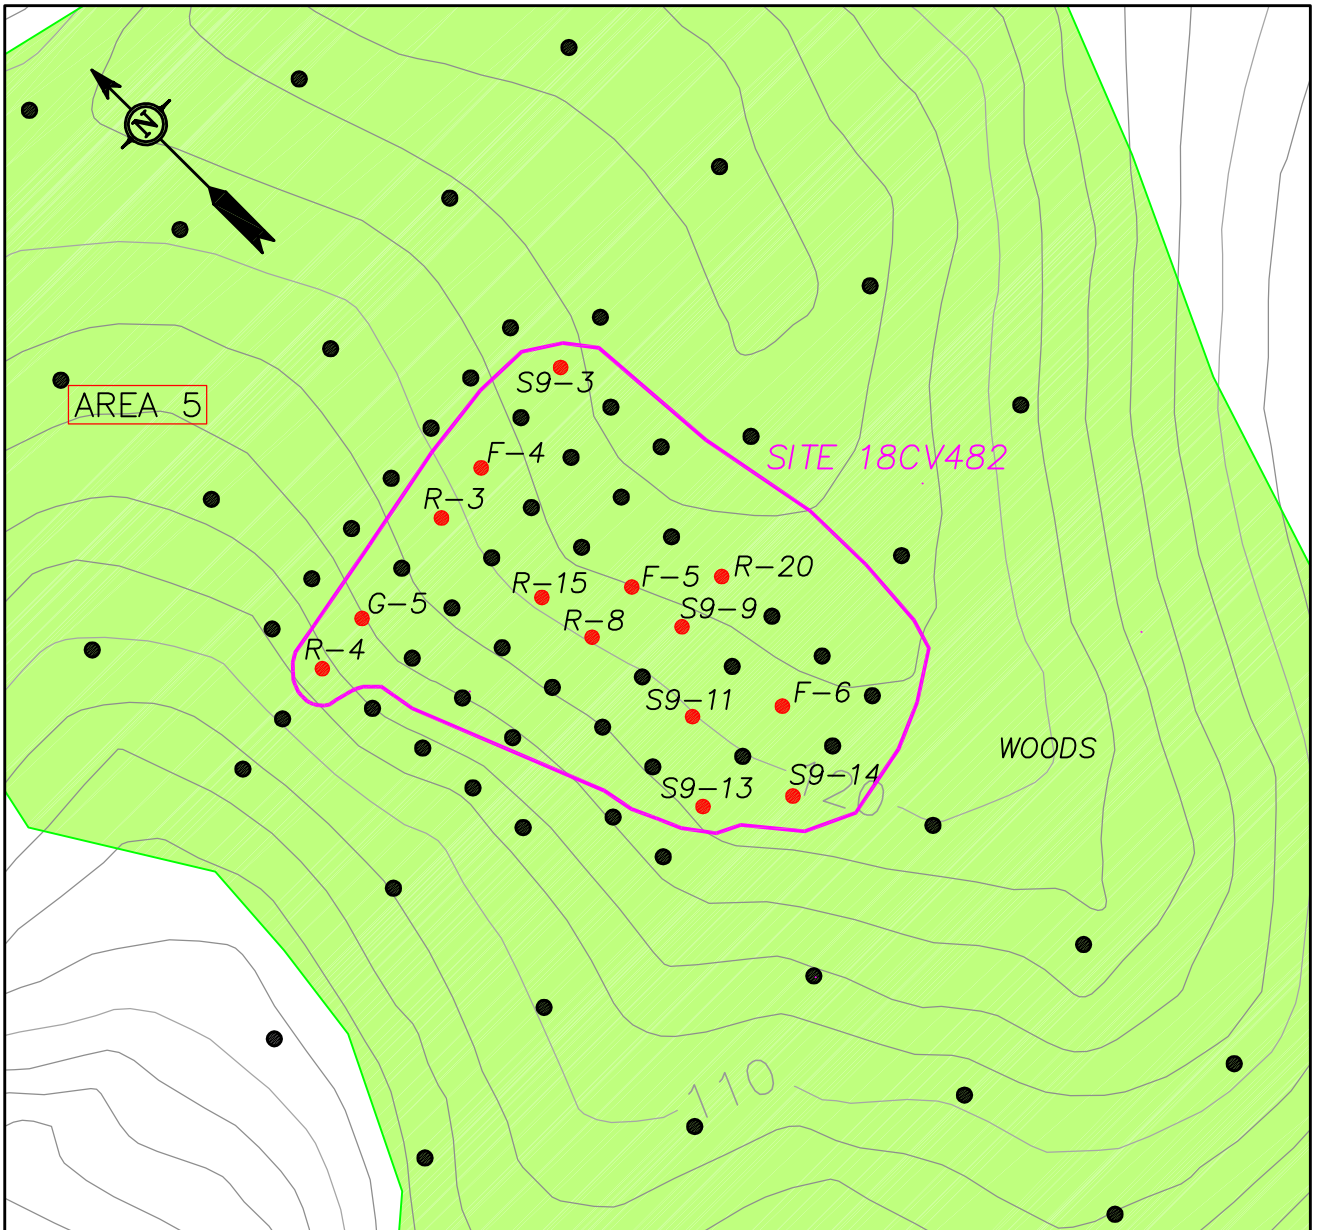 N
S9-3
AREA 5
F-4
SITE 18CV482
R-3
R-15
F-5
R-20
G-5
R-8
S9-9
R-4
S9-11
F-6
WOODS
S9-13
S9-14
120
110